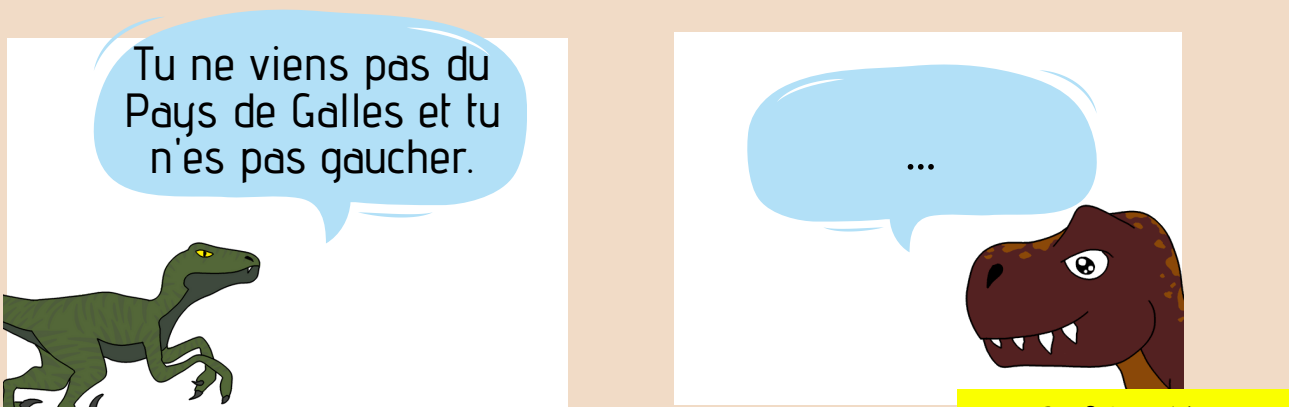 Tu ne viens pas du
Pays de Galles et tu
n'es pas gaucher.
...